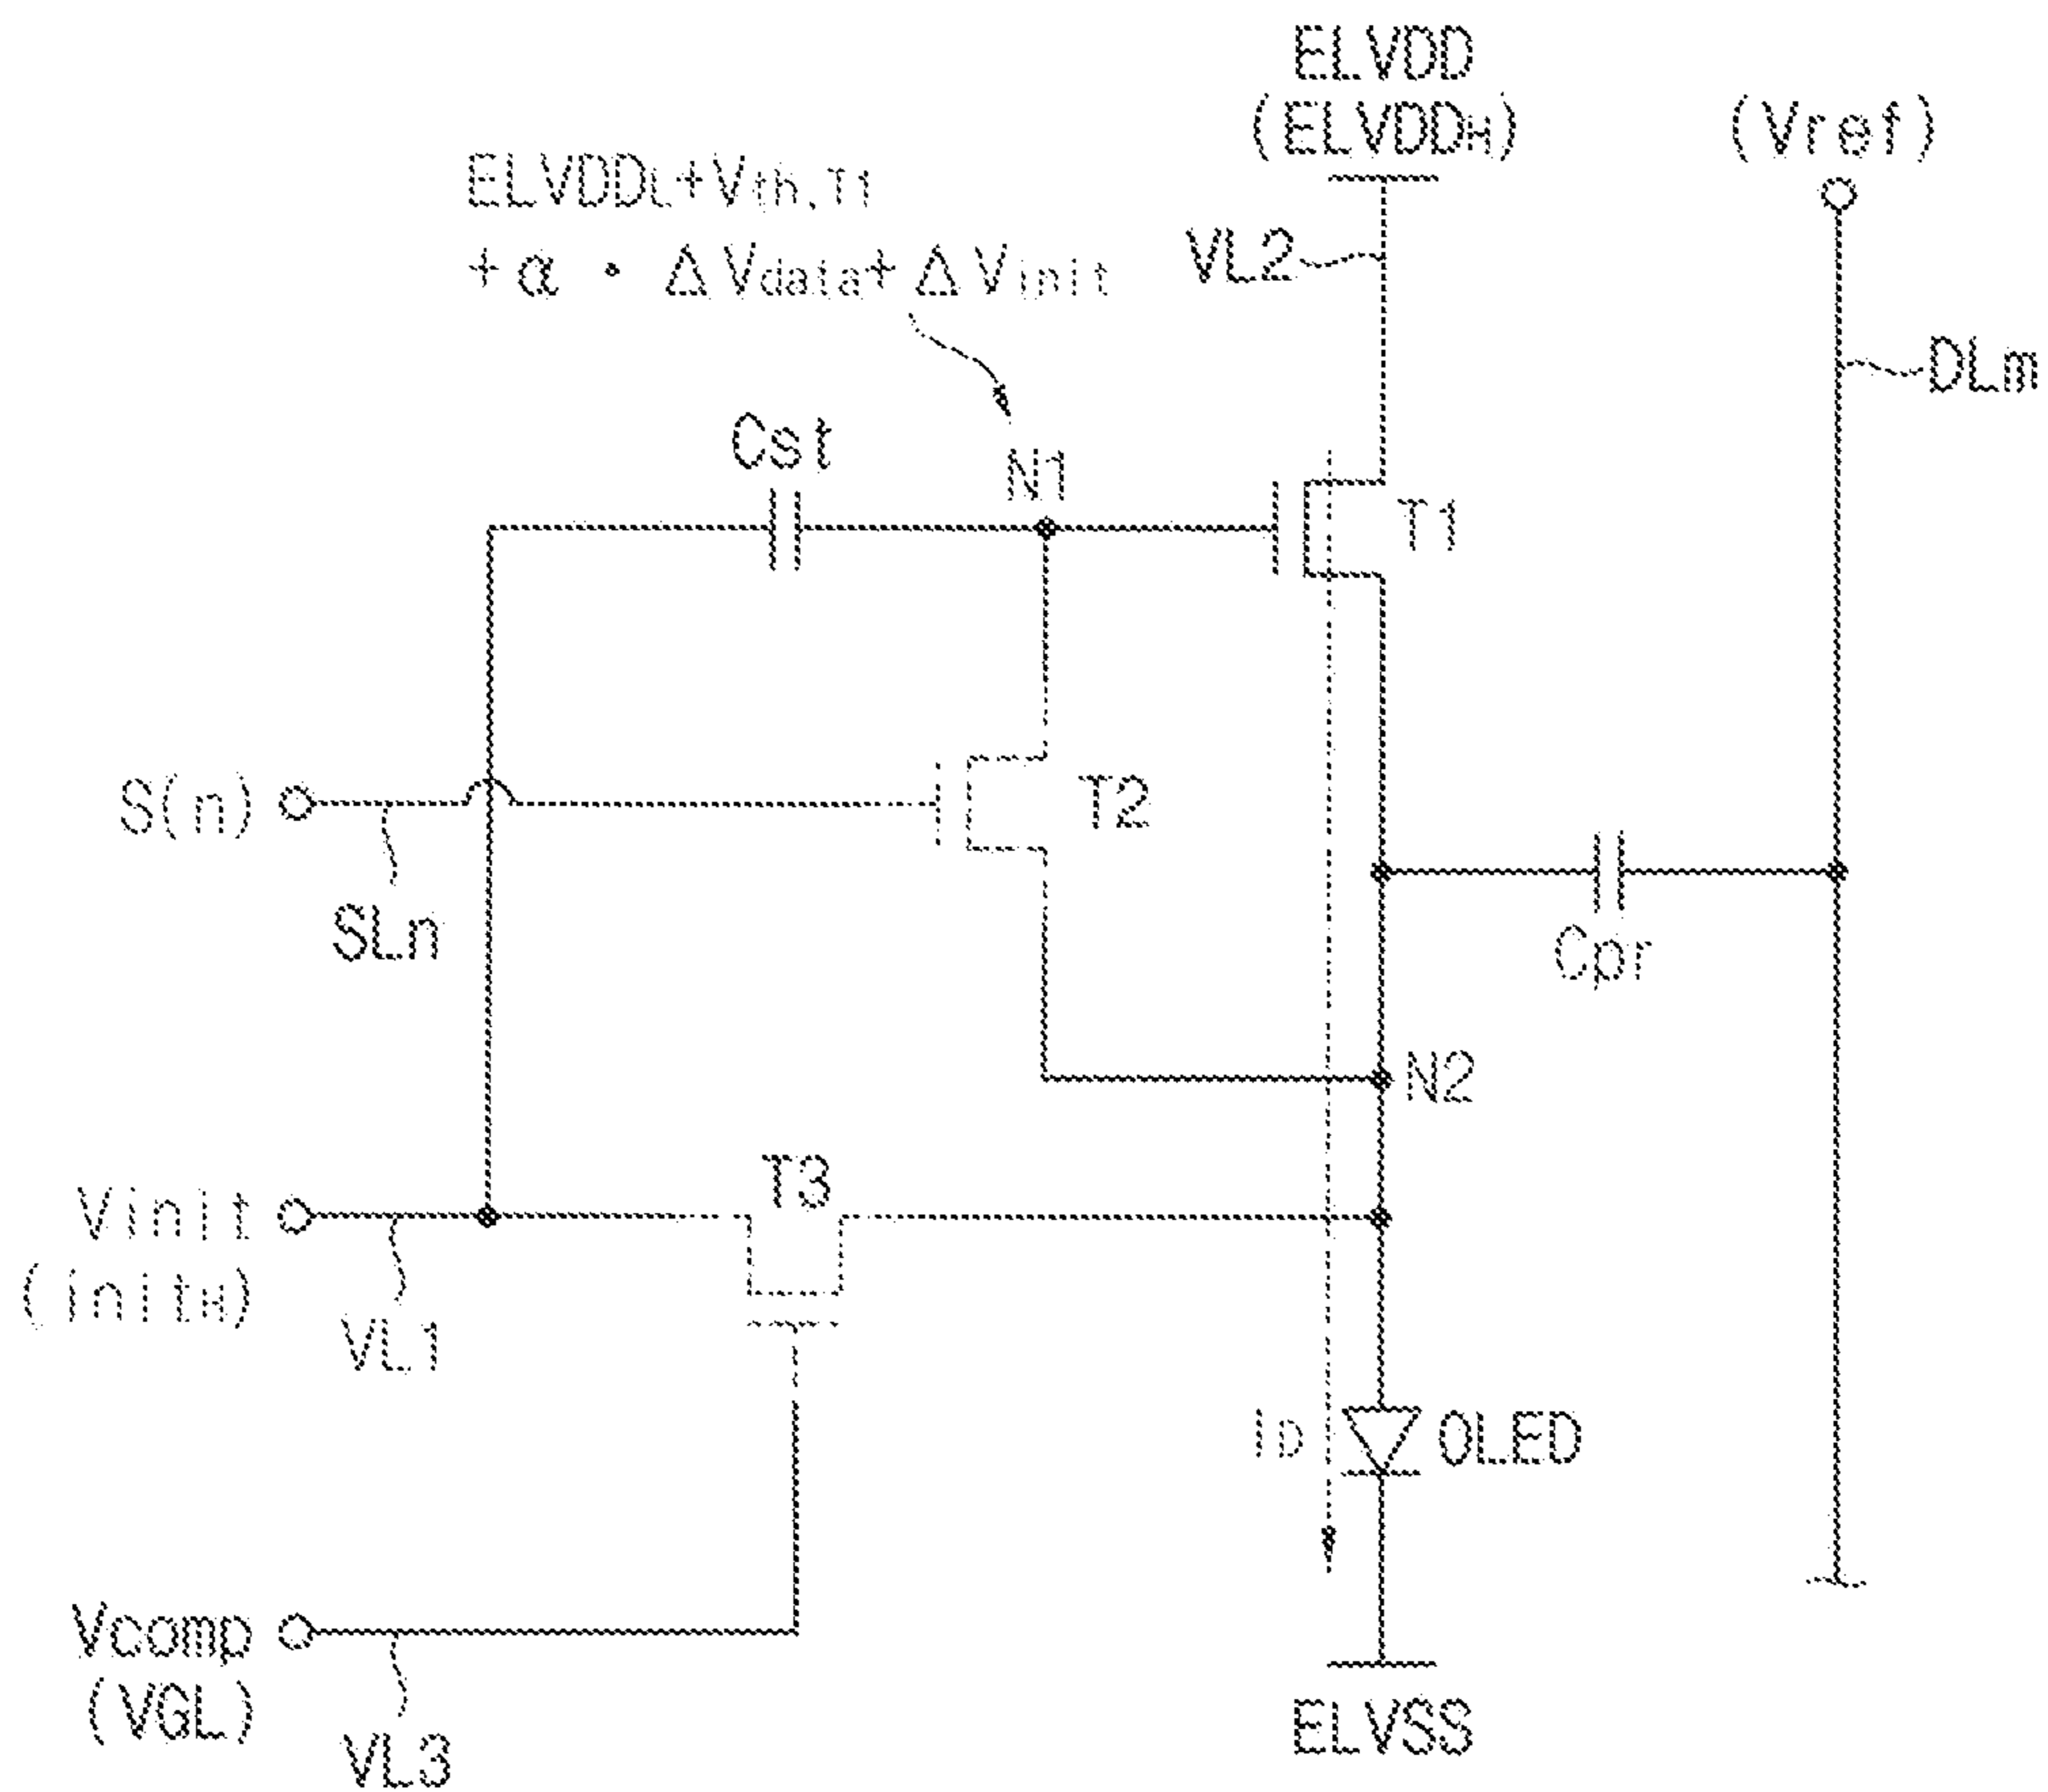 ELVDD
(ELVDDH)
(Vref)
ELVDDL+Vth,T1
+α · ΔVdata+ΔVinit
VL2
DLm
Cst
N1
T1
S(n)
T2
SLn
Cpr
N2
T3
Vinit
(initH)
VL1
ID
OLED
Vcomp
(VGL)
VL3
ELVSS